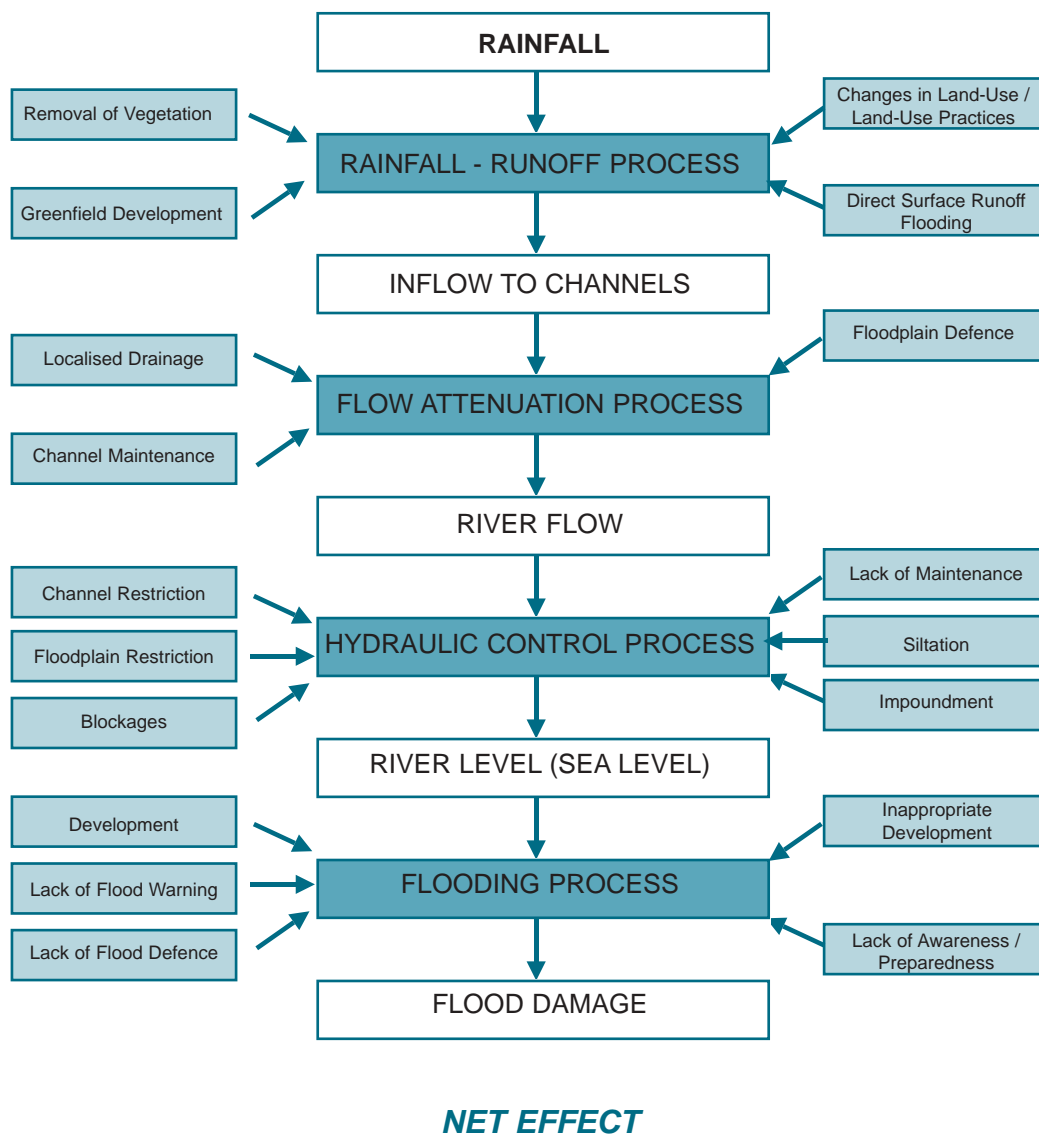 RAINFALL
Removal of Vegetation
Changes in Land-Use /
Land-Use Practices
RAINFALL - RUNOFF PROCESS
Greenfield Development
Direct Surface Runoff
Flooding
INFLOW TO CHANNELS
Localised Drainage
Floodplain Defence
FLOW ATTENUATION PROCESS
Channel Maintenance
RIVER FLOW
Channel Restriction
Lack of Maintenance
Floodplain Restriction
HYDRAULIC CONTROL PROCESS
Siltation
Blockages
Impoundment
RIVER LEVEL (SEA LEVEL)
Development
Inappropriate
Development
Lack of Flood Warning
FLOODING PROCESS
Lack of Flood Defence
Lack of Awareness /
Preparedness
FLOOD DAMAGE
NET EFFECT